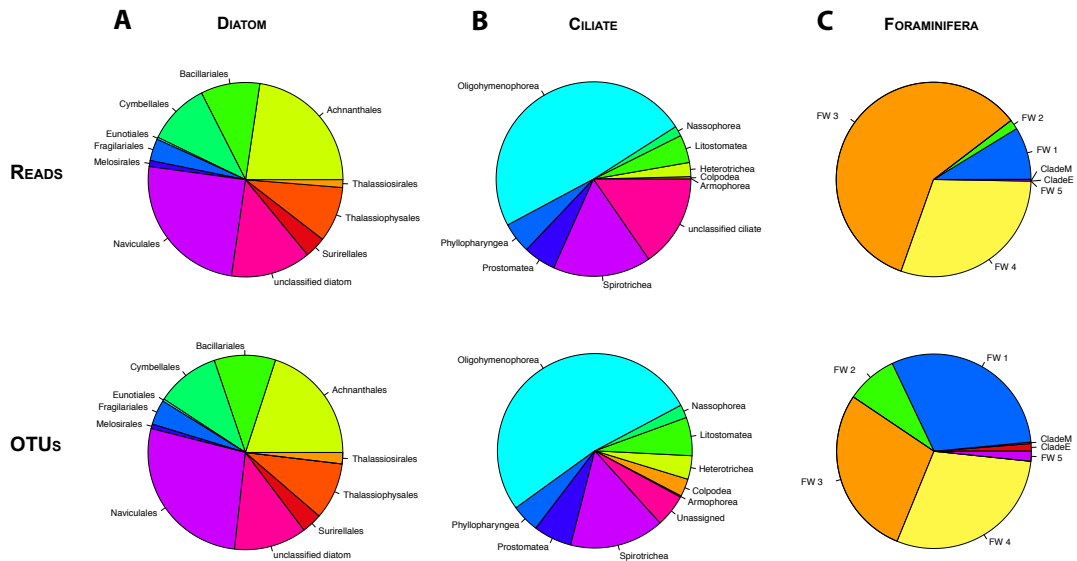 A DIATOM
B CILIATE
C FORAMINIFERA
READS
Bacillariales
Achnanthales
Cymbellales
Eunotiales
Fragilariales
Melosirales
Thalassiosirales
Thalassiophysales
Naviculales
Surirellales
unclassified diatom
Oligohymenophorea
Nassophorea
Litostomatea
Heterotrichea
Colpodea
Armophorea
unclassified ciliate
Phyllopharyngea
Prostomatea
Spirotrichea
FW 3
FW 2
FW 1
CladeM
CladeE
FW 5
FW 4
OTUS
Bacillariales
Achnanthales
Cymbellales
Eunotiales
Fragilariales
Melosirales
Thalassiosirales
Thalassiophysales
Naviculales
Surirellales
unclassified diatom
Oligohymenophorea
Nassophorea
Litostomatea
Heterotrichea
Colpodea
Armophorea
Unassigned
Phyllopharyngea
Prostomatea
Spirotrichea
FW 1
FW 2
CladeM
CladeE
FW 5
FW 3
FW 4